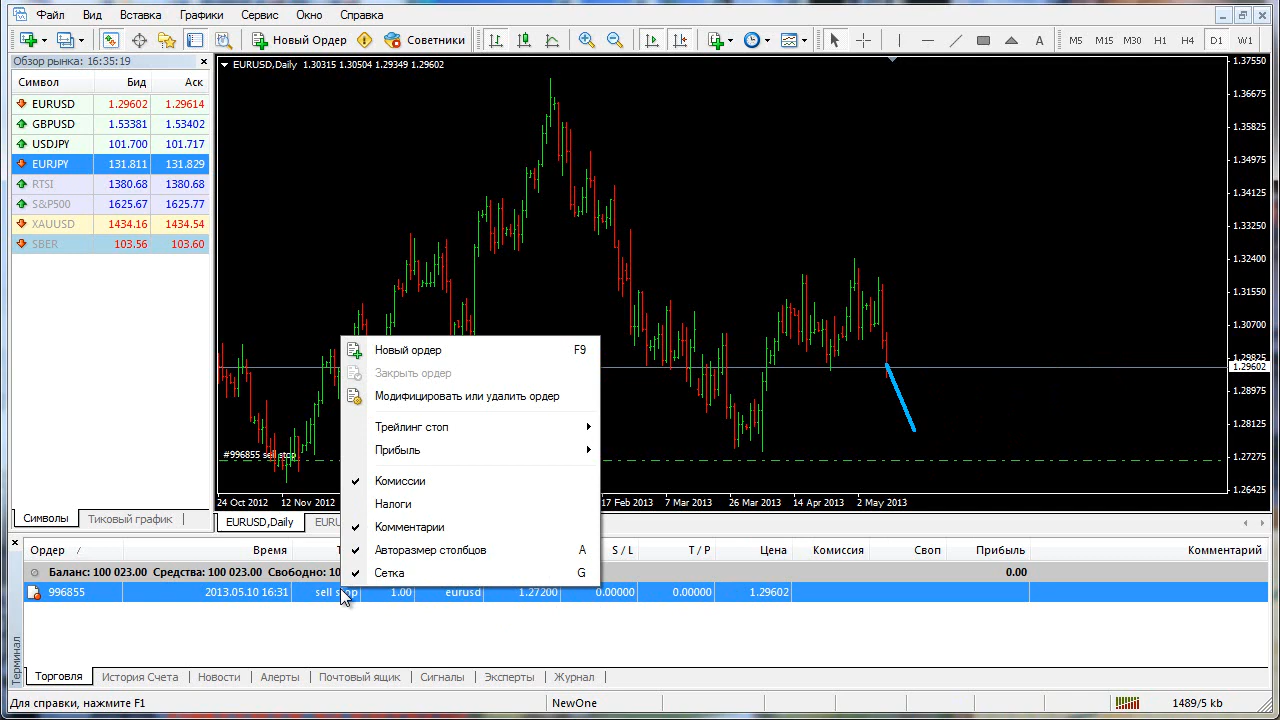 Файл Вид Вставка Графики Сервис Окно Справка
Новый Ордер Советники A M5 M15 M30 H1 H4 D1 W1
Обзор рынка: 16:35:19
Символ Бид Аск
EURUSD 1.29602 1.29614
GBPUSD 1.53381 1.53402
USDJPY 101.700 101.717
EURJPY 131.811 131.829
RTSI 1380.68 1380.68
S&P500 1625.67 1625.77
XAUUSD 1434.16 1434.54
SBER 103.56 103.60
Символы Тиковый график
EURUSD,Daily 1.30315 1.30504 1.29349 1.29602
1.37550
1.36675
1.35825
1.34975
1.34125
1.33250
1.32400
1.31550
1.30700
1.29825
1.29602
1.28975
1.28125
1.27275
1.26425
#996855 sell stop
24 Oct 2012 12 Nov 2012 17 Feb 2013 7 Mar 2013 26 Mar 2013 14 Apr 2013 2 May 2013
EURUSD,Daily EURU
Новый ордер F9
Закрыть ордер
Модифицировать или удалить ордер
Трейлинг стоп
Прибыль
Комиссии
Налоги
Комментарии
Авторазмер столбцов A
Сетка G
Ордер / Время Т S / L T / P Цена Комиссия Своп Прибыль Комментарий
Баланс: 100 023.00 Средства: 100 023.00 Свободно: 10 0.00
996855 2013.05.10 16:31 sell stop 1.00 eurusd 1.27200 0.00000 0.00000 1.29602
Терминал
Торговля История Счета Новости Алерты Почтовый ящик Сигналы Эксперты Журнал
Для справки, нажмите F1 NewOne 1489/5 kb